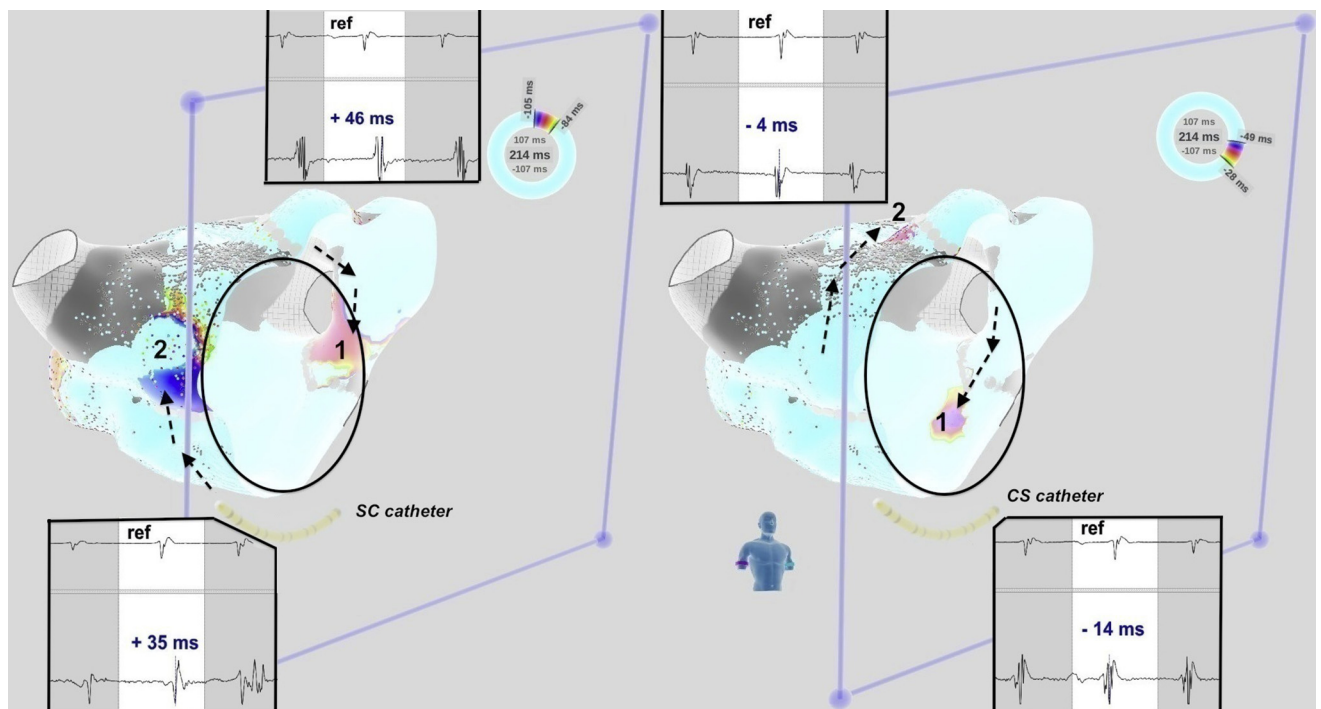 ref
+ 46 ms
-105 ms
-84 ms
107 ms
214 ms
-107 ms
1
2
SC catheter
ref
+ 35 ms
ref
- 4 ms
-49 ms
-28 ms
107 ms
214 ms
-107 ms
2
1
CS catheter
ref
- 14 ms